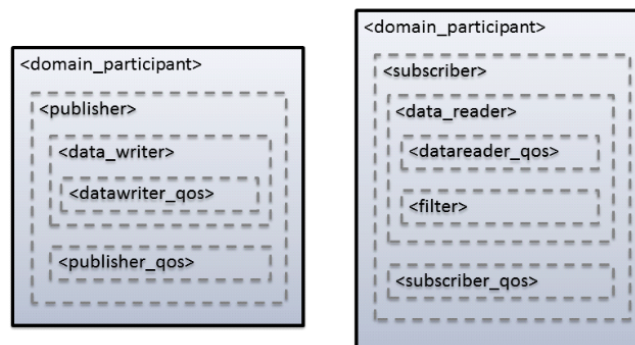 <domain_participant>
<publisher>
<data_writer>
<datawriter_qos>
<publisher_qos>
<domain_participant>
<subscriber>
<data_reader>
<datareader_qos>
<filter>
<subscriber_qos>